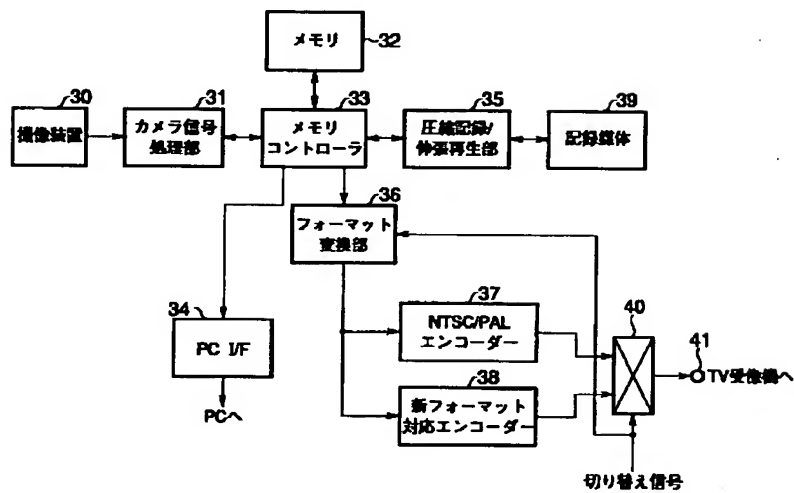 メモリ
32
30
撮像装置
31
カメラ信号
処理部
33
メモリ
コントローラ
35
圧縮記録/
伸張再生部
39
記録媒体
36
フォーマット
変換部
34
PC I/F
PCへ
37
NTSC/PAL
エンコーダー
38
新フォーマット
対応エンコーダー
40
41
TV受像機へ
切り替え信号